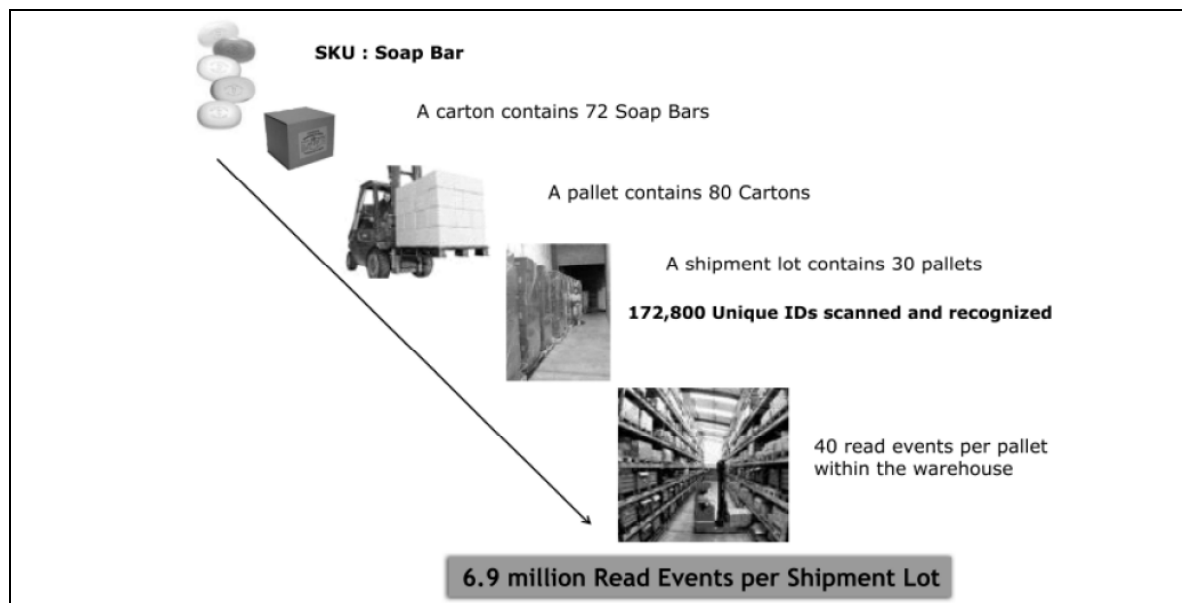 SKU : Soap Bar
A carton contains 72 Soap Bars
A pallet contains 80 Cartons
A shipment lot contains 30 pallets
172,800 Unique IDs scanned and recognized
40 read events per pallet
within the warehouse
6.9 million Read Events per Shipment Lot